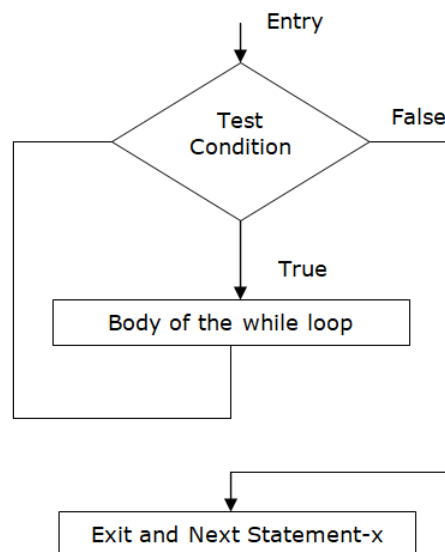 Entry
Test
Condition
False
True
Body of the while loop
Exit and Next Statement-x